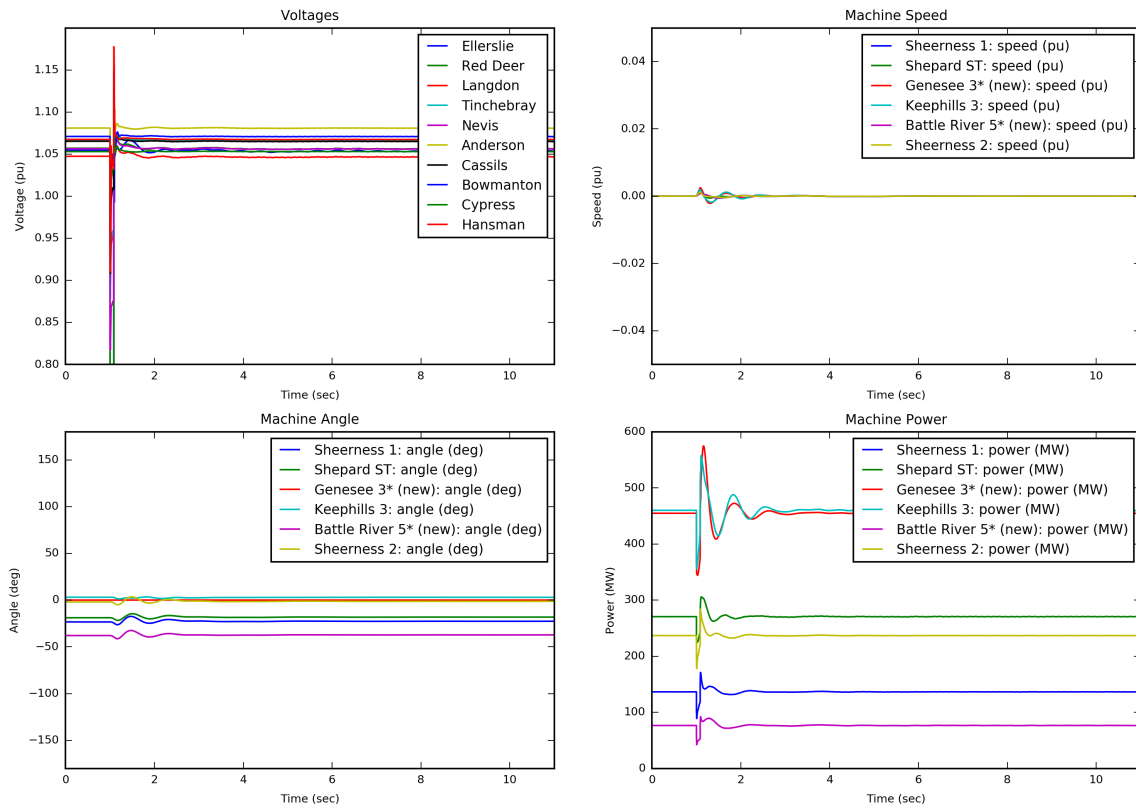 Voltages
1.15
1.10
1.05
1.00
0.95
0.90
0.85
0.80
Voltage (pu)
Ellerslie
Red Deer
Langdon
Tinchebray
Nevis
Anderson
Cassils
Bowmanton
Cypress
Hansman
0 2 4 6 8 10
Time (sec)
Machine Speed
0.04
0.02
0.00
−0.02
−0.04
Speed (pu)
Sheerness 1: speed (pu)
Shepard ST: speed (pu)
Genesee 3* (new): speed (pu)
Keephills 3: speed (pu)
Battle River 5* (new): speed (pu)
Sheerness 2: speed (pu)
0 2 4 6 8 10
Time (sec)
Machine Angle
150
100
50
0
−50
−100
−150
Angle (deg)
Sheerness 1: angle (deg)
Shepard ST: angle (deg)
Genesee 3* (new): angle (deg)
Keephills 3: angle (deg)
Battle River 5* (new): angle (deg)
Sheerness 2: angle (deg)
0 2 4 6 8 10
Time (sec)
Machine Power
600
500
400
300
200
100
0
Power (MW)
Sheerness 1: power (MW)
Shepard ST: power (MW)
Genesee 3* (new): power (MW)
Keephills 3: power (MW)
Battle River 5* (new): power (MW)
Sheerness 2: power (MW)
0 2 4 6 8 10
Time (sec)